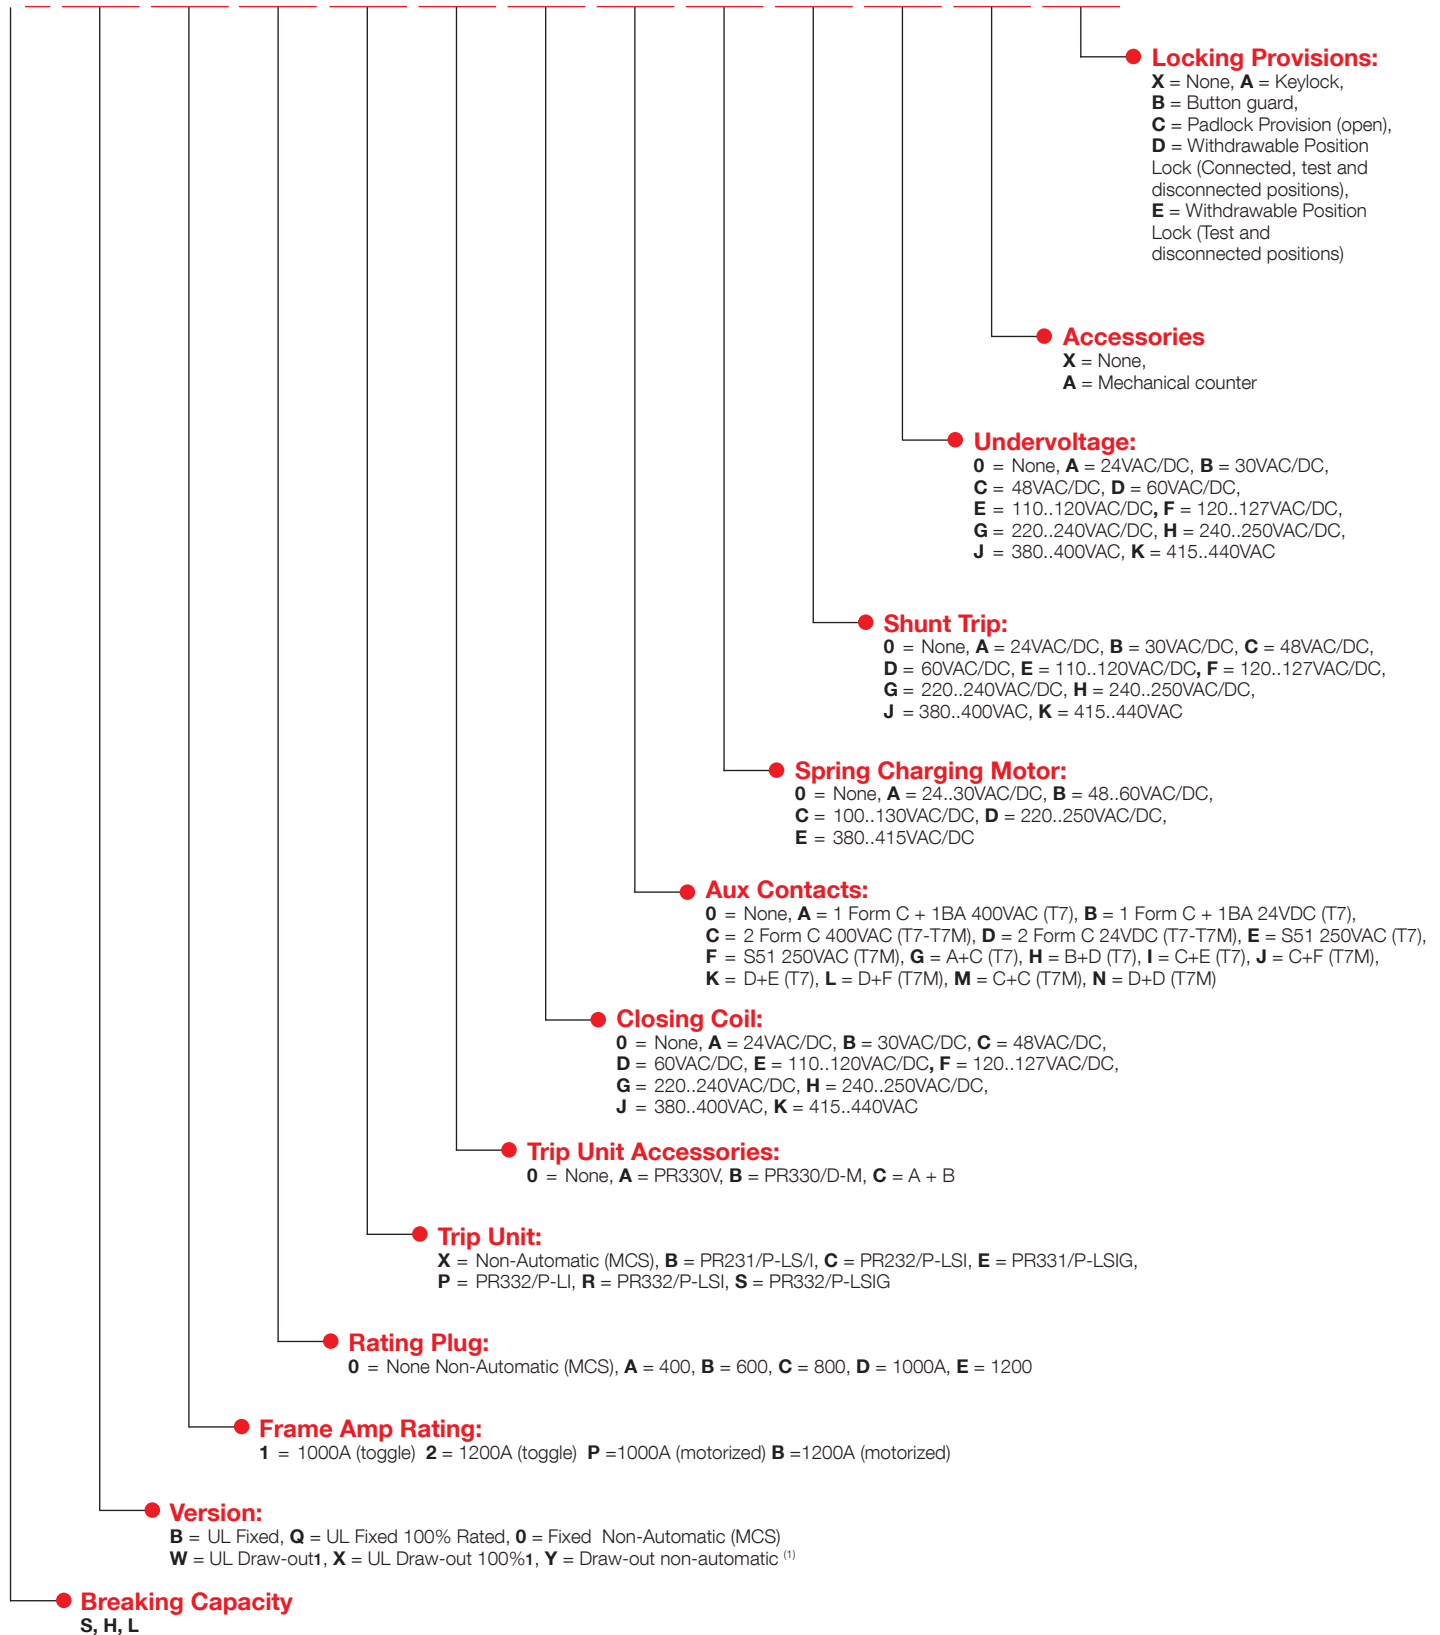 Locking Provisions:
X = None, A = Keylock,
B = Button guard,
C = Padlock Provision (open),
D = Withdrawable Position
Lock (Connected, test and
disconnected positions),
E = Withdrawable Position
Lock (Test and
disconnected positions)
Accessories
X = None,
A = Mechanical counter
Undervoltage:
0 = None, A = 24VAC/DC, B = 30VAC/DC,
C = 48VAC/DC, D = 60VAC/DC,
E = 110..120VAC/DC, F = 120..127VAC/DC,
G = 220..240VAC/DC, H = 240..250VAC/DC,
J = 380..400VAC, K = 415..440VAC
Shunt Trip:
0 = None, A = 24VAC/DC, B = 30VAC/DC, C = 48VAC/DC,
D = 60VAC/DC, E = 110..120VAC/DC, F = 120..127VAC/DC,
G = 220..240VAC/DC, H = 240..250VAC/DC,
J = 380..400VAC, K = 415..440VAC
Spring Charging Motor:
0 = None, A = 24..30VAC/DC, B = 48..60VAC/DC,
C = 100..130VAC/DC, D = 220..250VAC/DC,
E = 380..415VAC/DC
Aux Contacts:
0 = None, A = 1 Form C + 1BA 400VAC (T7), B = 1 Form C + 1BA 24VDC (T7),
C = 2 Form C 400VAC (T7-T7M), D = 2 Form C 24VDC (T7-T7M), E = S51 250VAC (T7),
F = S51 250VAC (T7M), G = A+C (T7), H = B+D (T7), I = C+E (T7), J = C+F (T7M),
K = D+E (T7), L = D+F (T7M), M = C+C (T7M), N = D+D (T7M)
Closing Coil:
0 = None, A = 24VAC/DC, B = 30VAC/DC, C = 48VAC/DC,
D = 60VAC/DC, E = 110..120VAC/DC, F = 120..127VAC/DC,
G = 220..240VAC/DC, H = 240..250VAC/DC,
J = 380..400VAC, K = 415..440VAC
Trip Unit Accessories:
0 = None, A = PR330V, B = PR330/D-M, C = A + B
Trip Unit:
X = Non-Automatic (MCS), B = PR231/P-LS/I, C = PR232/P-LSI, E = PR331/P-LSIG,
P = PR332/P-LI, R = PR332/P-LSI, S = PR332/P-LSIG
Rating Plug:
0 = None Non-Automatic (MCS), A = 400, B = 600, C = 800, D = 1000A, E = 1200
Frame Amp Rating:
1 = 1000A (toggle) 2 = 1200A (toggle) P =1000A (motorized) B =1200A (motorized)
Version:
B = UL Fixed, Q = UL Fixed 100% Rated, 0 = Fixed Non-Automatic (MCS)
W = UL Draw-out1, X = UL Draw-out 100%1, Y = Draw-out non-automatic (1)
Breaking Capacity
S, H, L